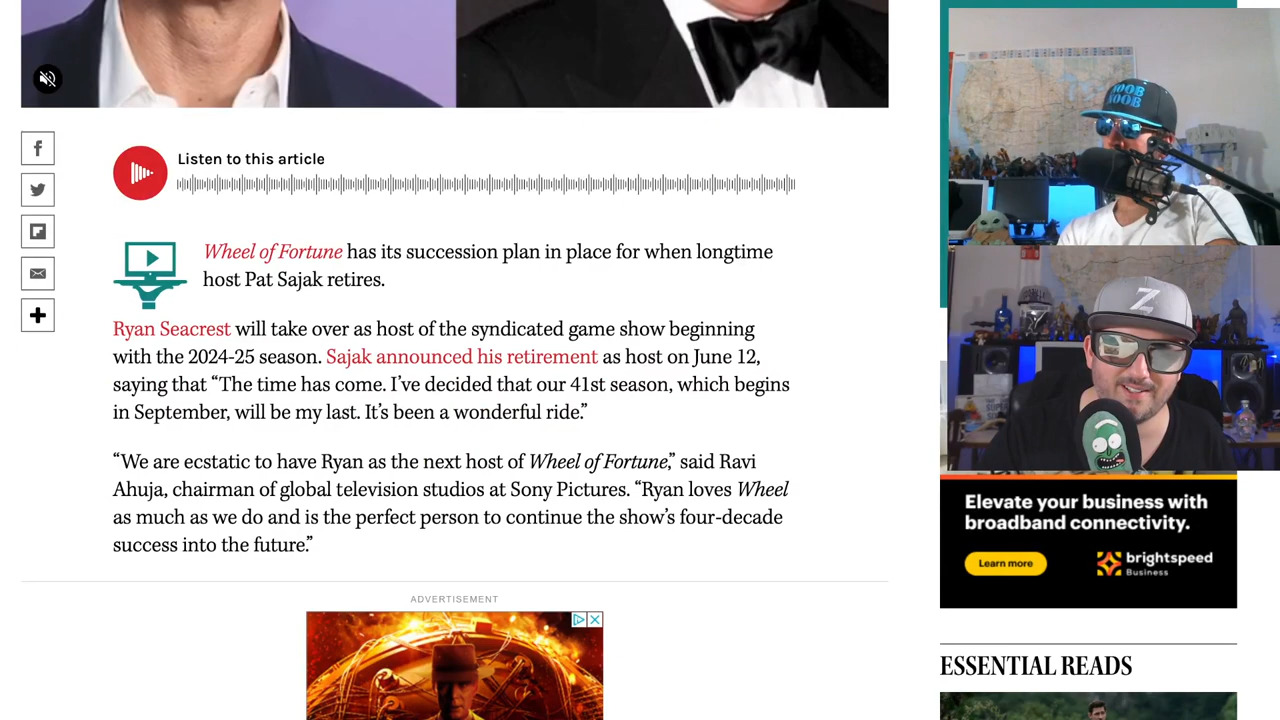 Listen to this article
Wheel of Fortune has its succession plan in place for when longtime
host Pat Sajak retires.
Ryan Seacrest will take over as host of the syndicated game show beginning
with the 2024-25 season. Sajak announced his retirement as host on June 12,
saying that “The time has come. I’ve decided that our 41st season, which begins
in September, will be my last. It’s been a wonderful ride.”
“We are ecstatic to have Ryan as the next host of Wheel of Fortune,” said Ravi
Ahuja, chairman of global television studios at Sony Pictures. “Ryan loves Wheel
as much as we do and is the perfect person to continue the show’s four-decade
success into the future.”
ADVERTISEMENT
NOOB
NOOB
Z
Elevate your business with
broadband connectivity.
Learn more
brightspeed
Business
ESSENTIAL READS